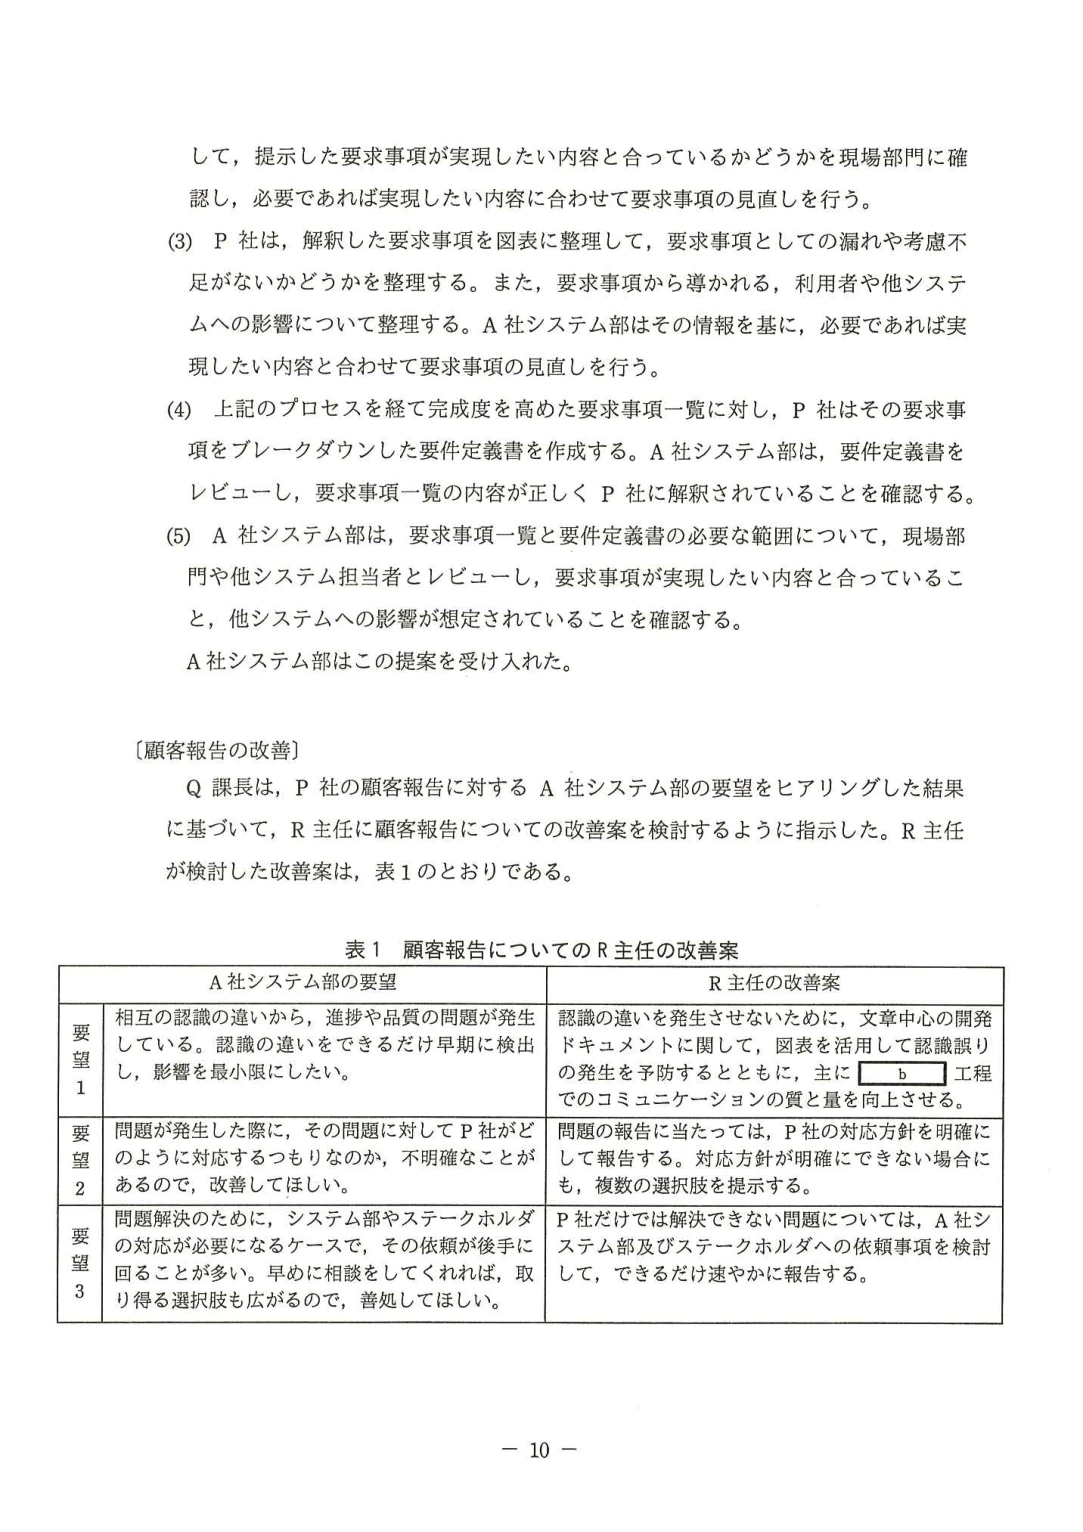 して，提示した要求事項が実現したい内容と合っているかどうかを現場部門に確
認し，必要であれば実現したい内容に合わせて要求事項の見直しを行う。
(3) P 社は，解釈した要求事項を図表に整理して，要求事項としての漏れや考慮不
足がないかどうかを整理する。また，要求事項から導かれる，利用者や他システ
ムへの影響について整理する。A 社システム部はその情報を基に，必要であれば実
現したい内容と合わせて要求事項の見直しを行う。
(4) 上記のプロセスを経て完成度を高めた要求事項一覧に対し，P 社はその要求事
項をブレークダウンした要件定義書を作成する。A 社システム部は，要件定義書を
レビューし，要求事項一覧の内容が正しく P 社に解釈されていることを確認する。
(5) A 社システム部は，要求事項一覧と要件定義書の必要な範囲について，現場部
門や他システム担当者とレビューし，要求事項が実現したい内容と合っているこ
と，他システムへの影響が想定されていることを確認する。
A 社システム部はこの提案を受け入れた。
〔顧客報告の改善〕
Q 課長は，P 社の顧客報告に対する A 社システム部の要望をヒアリングした結果
に基づいて，R 主任に顧客報告についての改善案を検討するように指示した。R 主任
が検討した改善案は，表 1 のとおりである。
表 1 顧客報告についての R 主任の改善案
A 社システム部の要望
R 主任の改善案
要望1
相互の認識の違いから，進捗や品質の問題が発生
している。認識の違いをできるだけ早期に検出
し，影響を最小限にしたい。
認識の違いを発生させないために，文章中心の開発
ドキュメントに関して，図表を活用して認識誤り
の発生を予防するとともに，主に b 工程
でのコミュニケーションの質と量を向上させる。
要望2
問題が発生した際に，その問題に対して P 社がど
のように対応するつもりなのか，不明確なことが
あるので，改善してほしい。
問題の報告に当たっては，P 社の対応方針を明確に
して報告する。対応方針が明確にできない場合に
も，複数の選択肢を提示する。
要望3
問題解決のために，システム部やステークホルダ
の対応が必要になるケースで，その依頼が後手に
回ることが多い。早めに相談をしてくれれば，取
り得る選択肢も広がるので，善処してほしい。
P 社だけでは解決できない問題については，A 社シ
ステム部及びステークホルダへの依頼事項を検討
して，できるだけ速やかに報告する。
－ 10 －